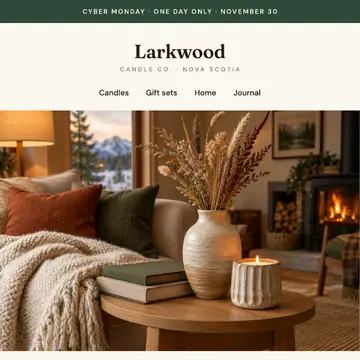 CYBER MONDAY · ONE DAY ONLY · NOVEMBER 30
Larkwood
CANDLE CO. · NOVA SCOTIA
Candles Gift sets Home Journal